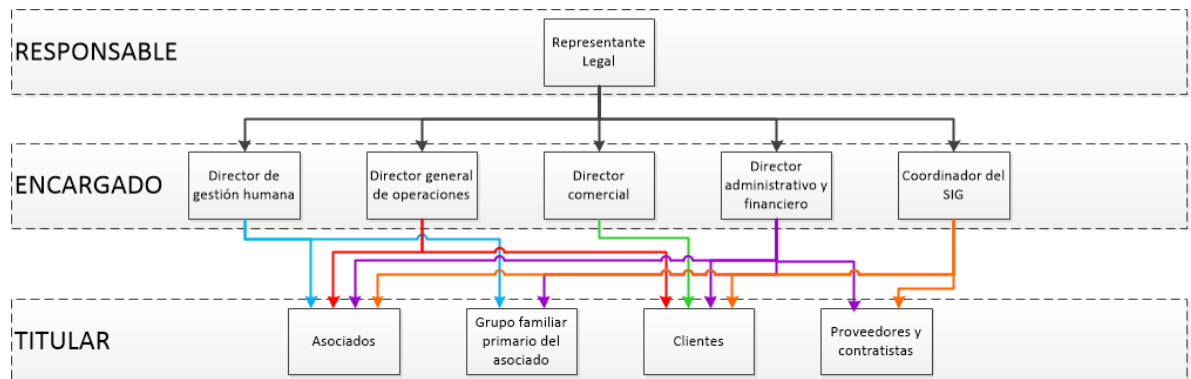 RESPONSABLE
Representante
Legal
ENCARGADO
Director de
gestión humana
Director general
de operaciones
Director
comercial
Director
administrativo y
financiero
Coordinador del
SIG
TITULAR
Asociados
Grupo familiar
primario del
asociado
Clientes
Proveedores y
contratistas